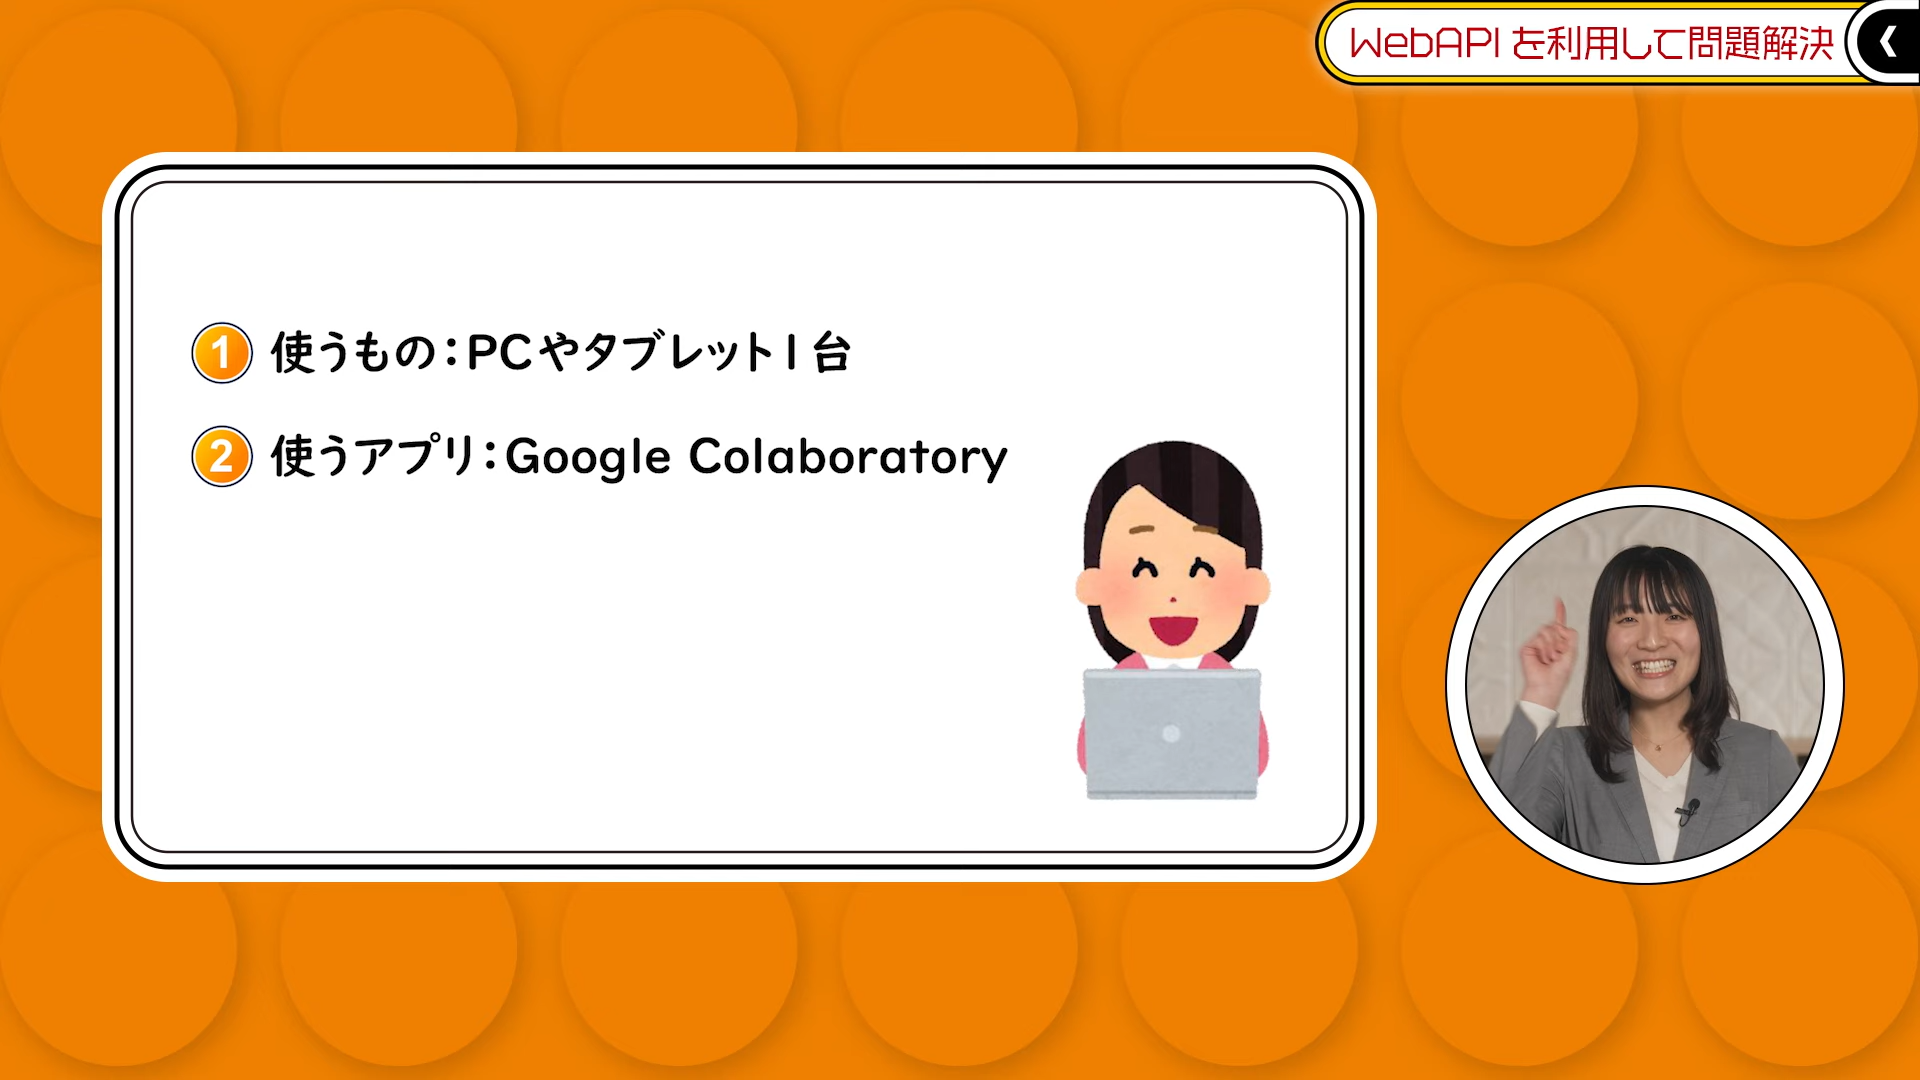 WebAPIを利用して問題解決
1 使うもの：PCやタブレット1台
2 使うアプリ：Google Colaboratory